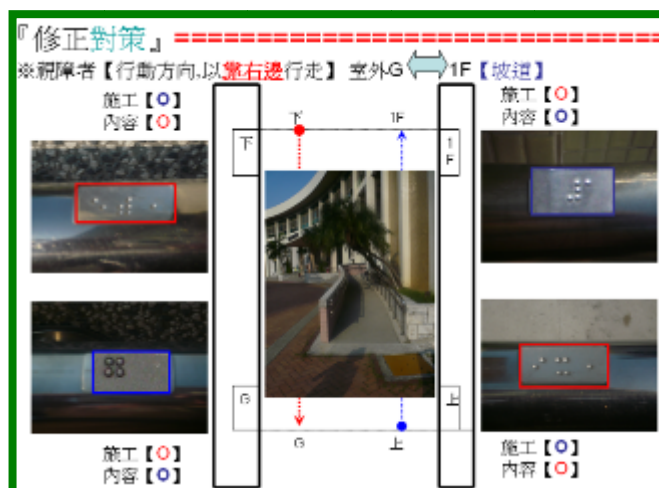 『修正對策』==============================
※視障者【行動方向,以靠右邊行走】 室外G 1F【坡道】
施工【O】
內容【O】
施工【O】
內容【O】
下 1F
下
1F
G
上
G 上
施工【O】
內容【O】
施工【O】
內容【O】